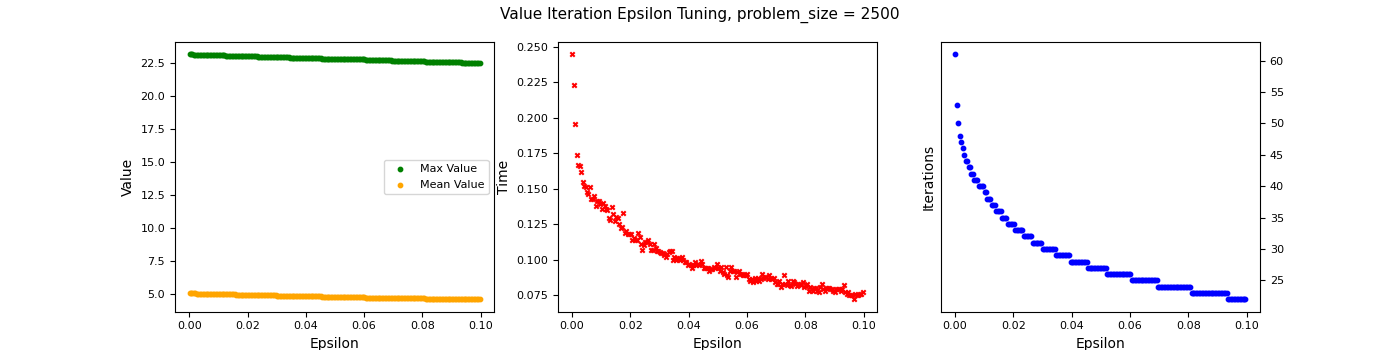 Value Iteration Epsilon Tuning, problem_size = 2500
Value
22.5
20.0
17.5
15.0
12.5
10.0
7.5
5.0
Max Value
Mean Value
0.00 0.02 0.04 0.06 0.08 0.10
Epsilon
Time
0.250
0.225
0.200
0.175
0.150
0.125
0.100
0.075
0.00 0.02 0.04 0.06 0.08 0.10
Epsilon
Iterations
60
55
50
45
40
35
30
25
0.00 0.02 0.04 0.06 0.08 0.10
Epsilon